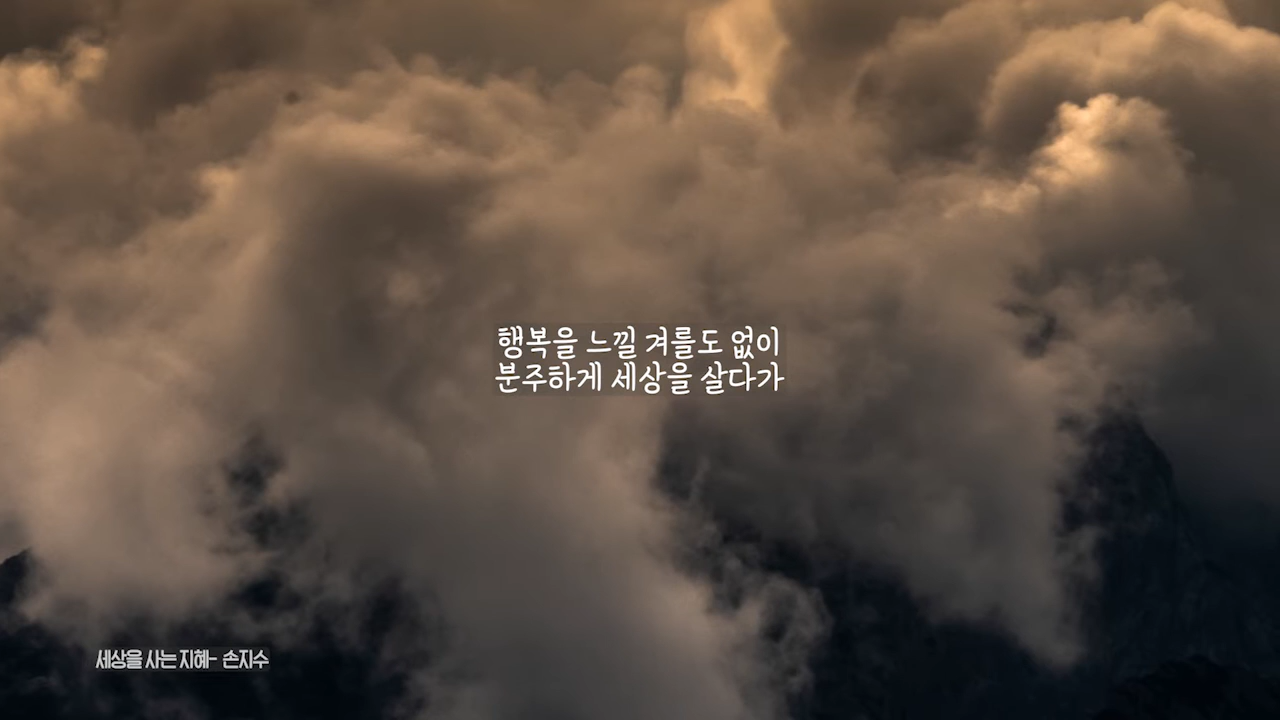 행복을 느낄 겨를도 없이
분주하게 세상을 살다가
세상을 사는 지혜- 손지수